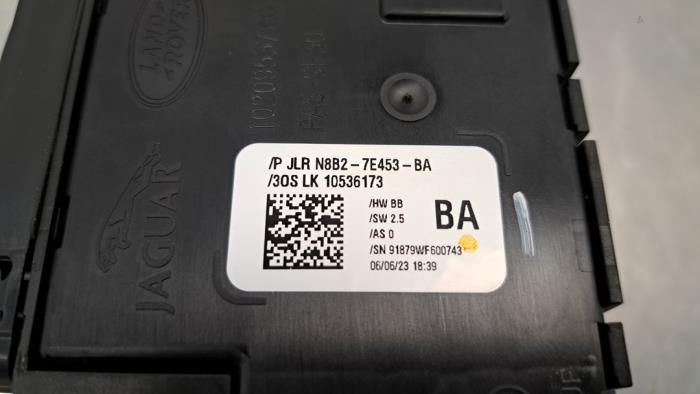 LAND
ROVER
JAGUAR
/P JLR N8B2-7E453-BA
/3OS LK 10536173
/HW BB
/SW 2.5
/AS 0
/SN 91879WF600743
06/06/23 18:39
BA